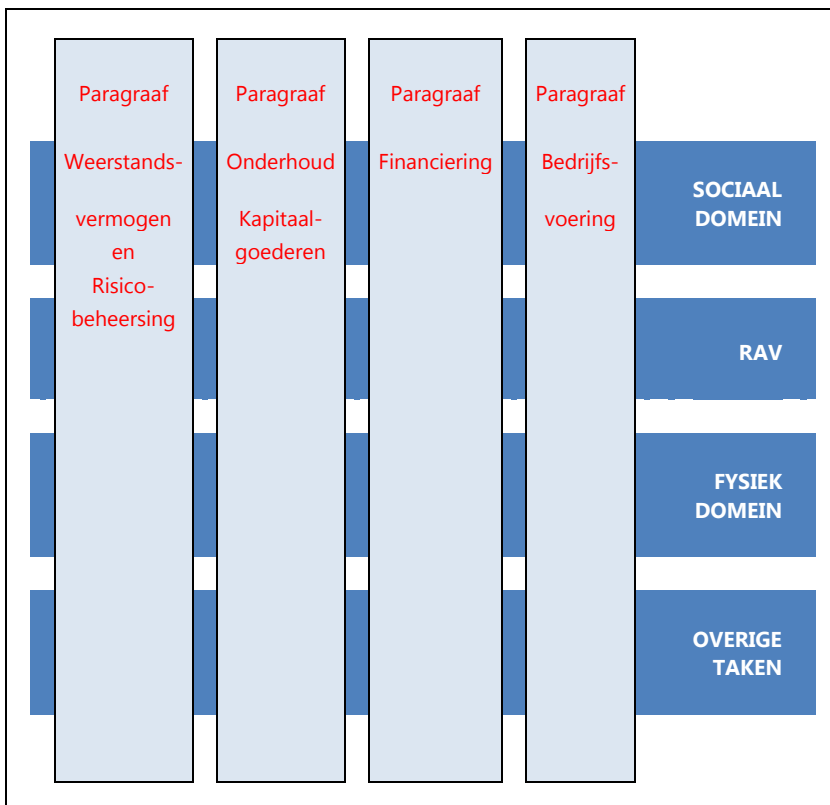 Paragraaf
Weerstands-
vermogen
en
Risico-
beheersing
Paragraaf
Onderhoud
Kapitaal-
goederen
Paragraaf
Financiering
Paragraaf
Bedrijfs-
voering
SOCIAAL
DOMEIN
RAV
FYSIEK
DOMEIN
OVERIGE
TAKEN